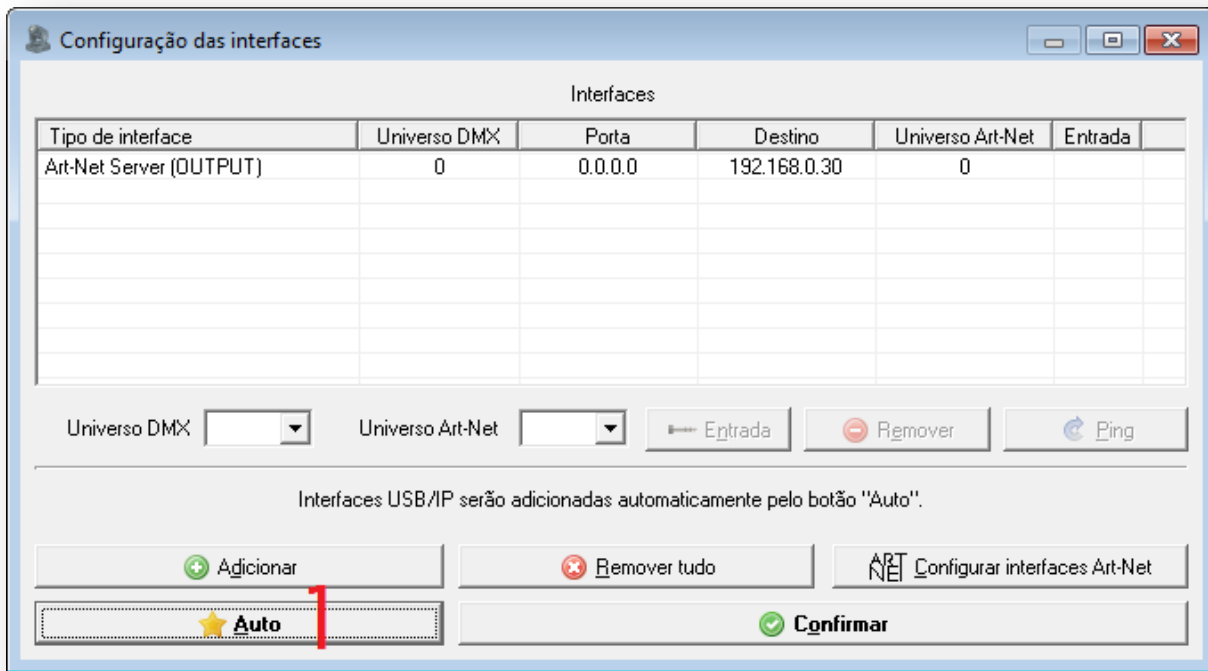 Configuração das interfaces
Interfaces
Tipo de interface Universo DMX Porta Destino Universo Art-Net Entrada
Art-Net Server (OUTPUT) 0 0.0.0.0 192.168.0.30 0
Universo DMX Universo Art-Net Entrada Remover Ping
Interfaces USB/IP serão adicionadas automaticamente pelo botão "Auto".
Adicionar Remover tudo ART NET Configurar interfaces Art-Net
1
Auto Confirmar